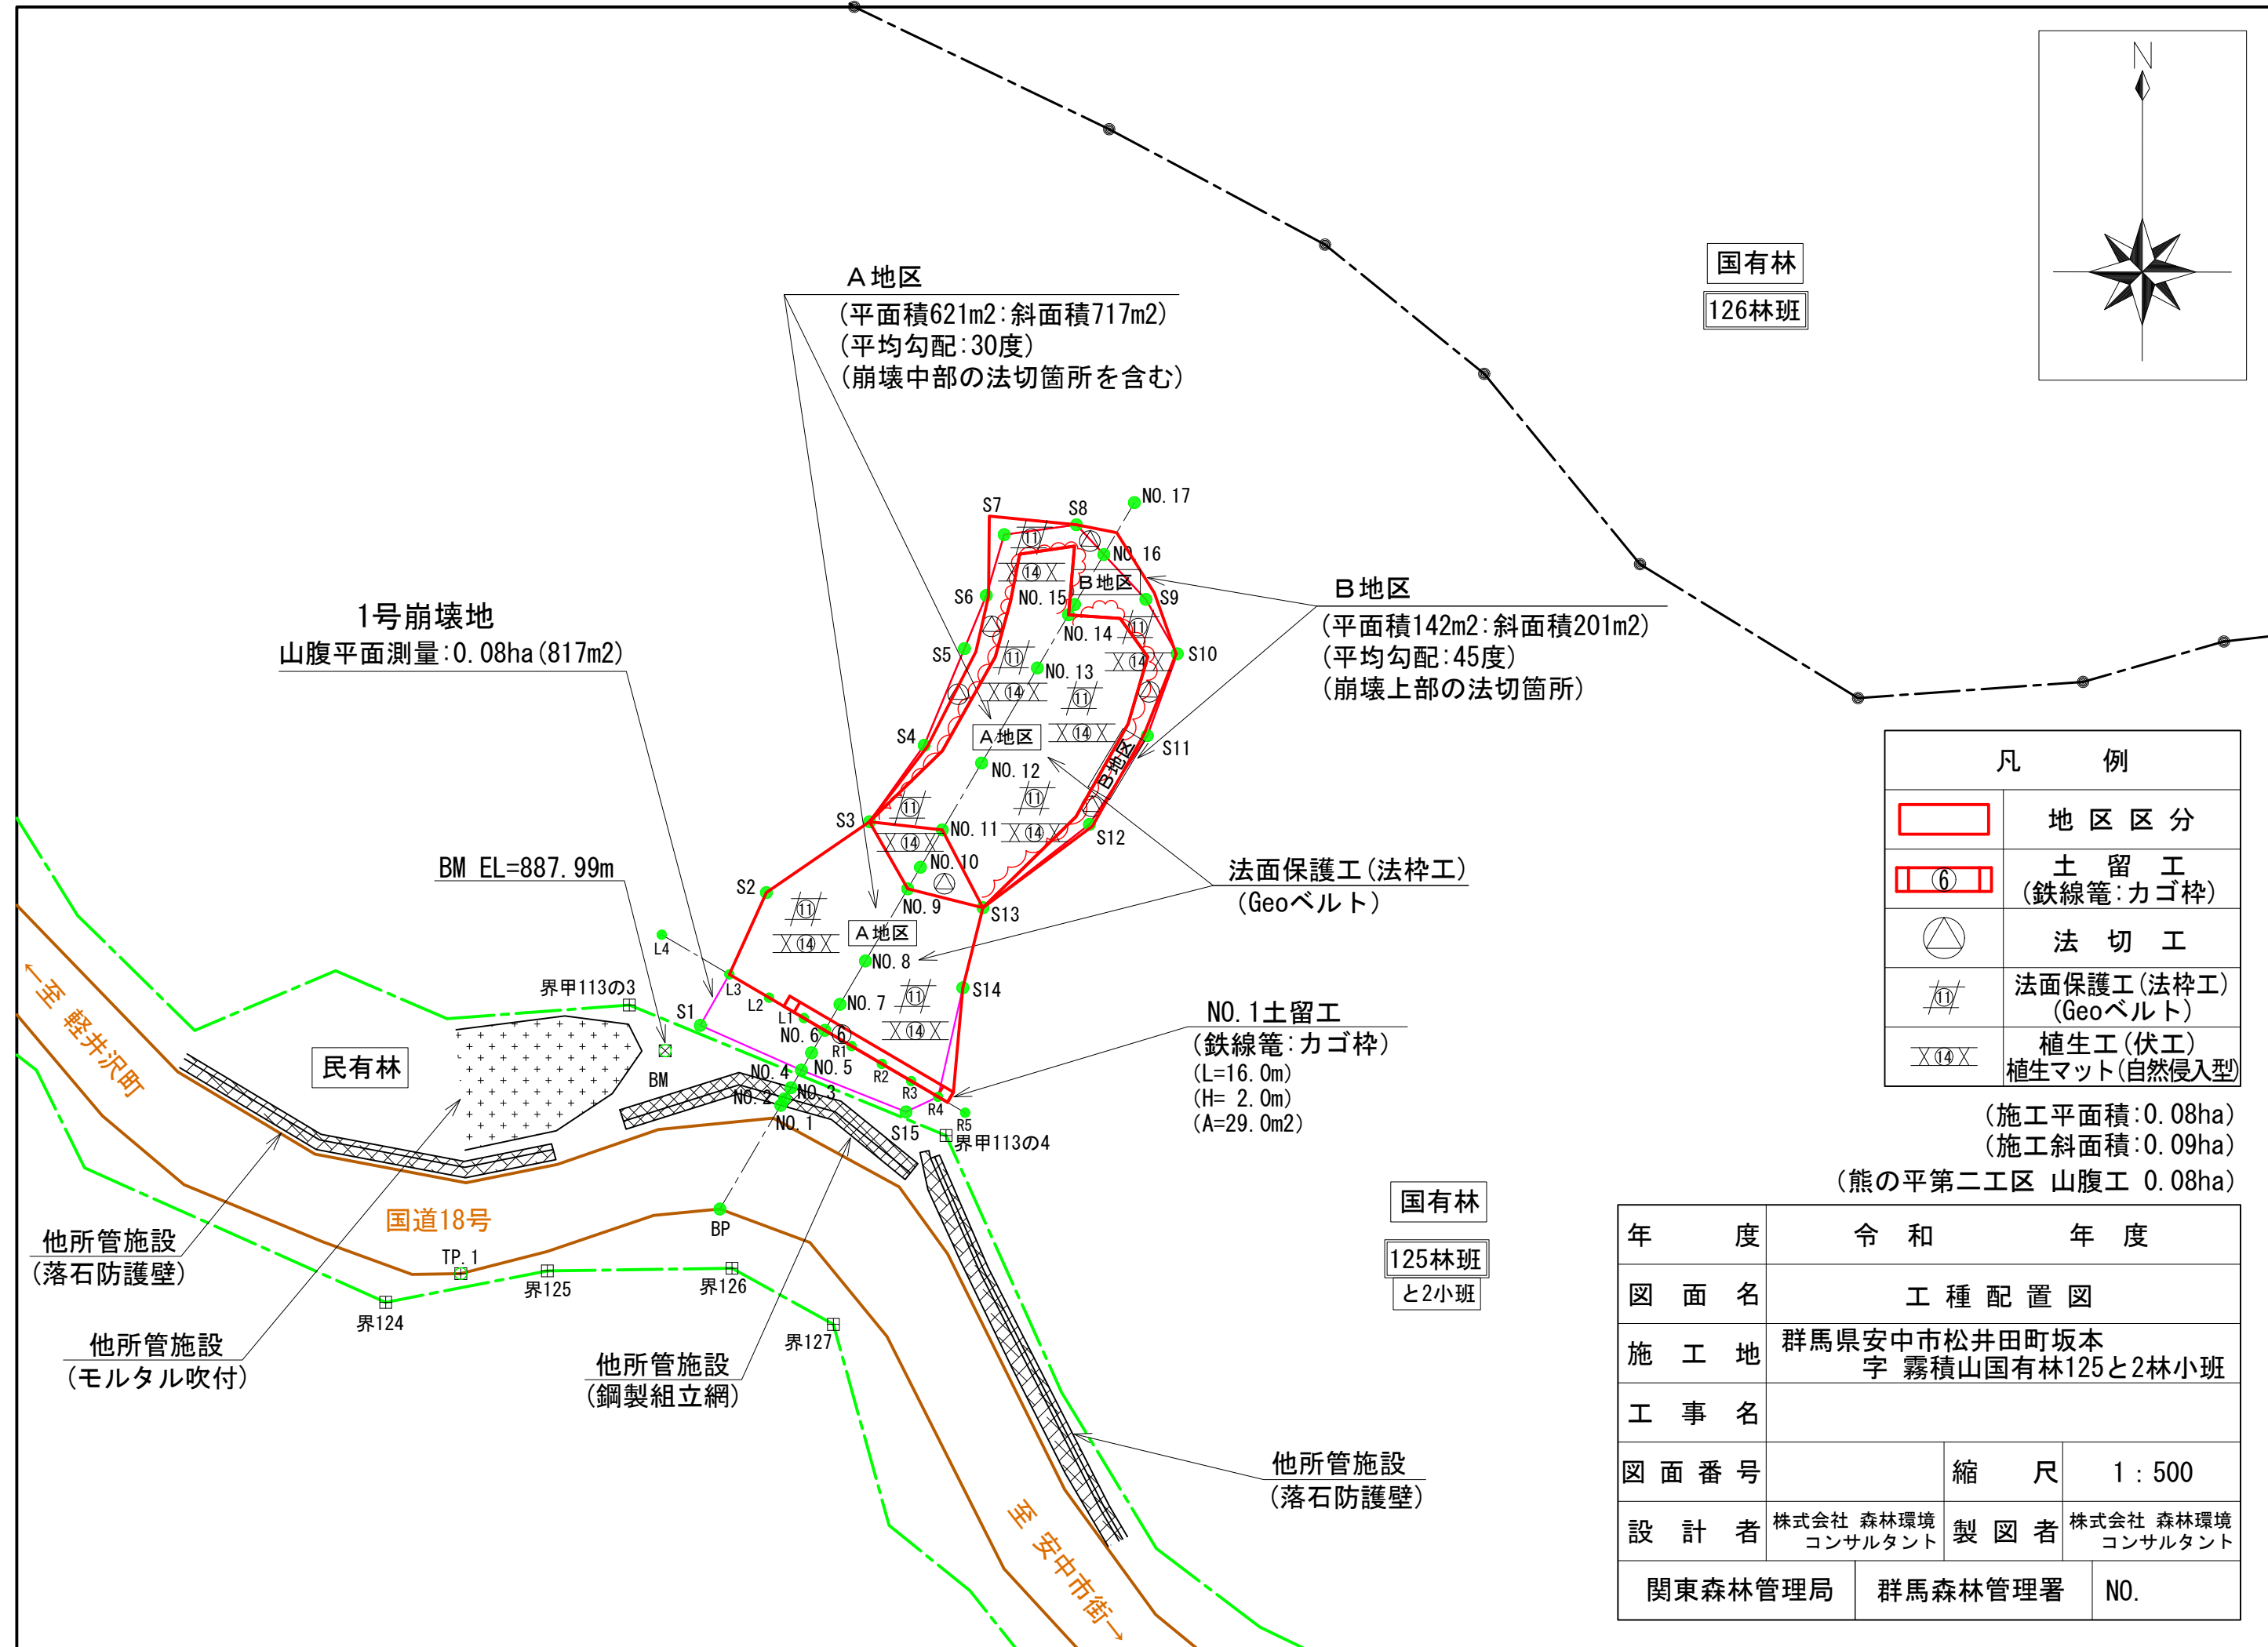 N
国有林
126林班
A地区
(平面積621m2:斜面積717m2)
(平均勾配:30度)
(崩壊中部の法切箇所を含む)
B地区
(平面積142m2:斜面積201m2)
(平均勾配:45度)
(崩壊上部の法切箇所)
1号崩壊地
山腹平面測量:0.08ha(817m2)
BM EL=887.99m
S7
S8
NO.17
11
NO.16
14
B地区
S6
NO.15
S9
NO.14
11
S5
11
14
S10
NO.13
14
11
S4
A地区
14
S11
B地区
NO.12
11
11
S3
NO.11
14
14
S12
NO.10
S2
NO.9
S13
11
14
A地区
L4
NO.8
L3
11
S14
L2
NO.7
14
L1
S1
NO.6
6
R1
NO.5
R2
NO.4
R3
NO.3
R4
NO.2
NO.1
R5
S15
BM
BP
TP.1
界甲113の3
界甲113の4
界124
界125
界126
界127
法面保護工(法枠工)
(Geoベルト)
NO.1土留工
(鉄線篭:カゴ枠)
(L=16.0m)
(H= 2.0m)
(A=29.0m2)
民有林
←至 軽井沢町
国道18号
至 安中市街→
他所管施設
(落石防護壁)
他所管施設
(モルタル吹付)
他所管施設
(鋼製組立網)
他所管施設
(落石防護壁)
国有林
125林班
と2小班
凡 例
地区区分
6
土留工
(鉄線篭:カゴ枠)
法切工
11
法面保護工(法枠工)
(Geoベルト)
14
植生工(伏工)
植生マット(自然侵入型)
(施工平面積:0.08ha)
(施工斜面積:0.09ha)
(熊の平第二工区 山腹工 0.08ha)
年度 令和 年度
図面名 工種配置図
施工地 群馬県安中市松井田町坂本
字 霧積山国有林125と2林小班
工事名
図面番号 縮尺 1：500
設計者 株式会社 森林環境
コンサルタント
製図者 株式会社 森林環境
コンサルタント
関東森林管理局 群馬森林管理署 NO.